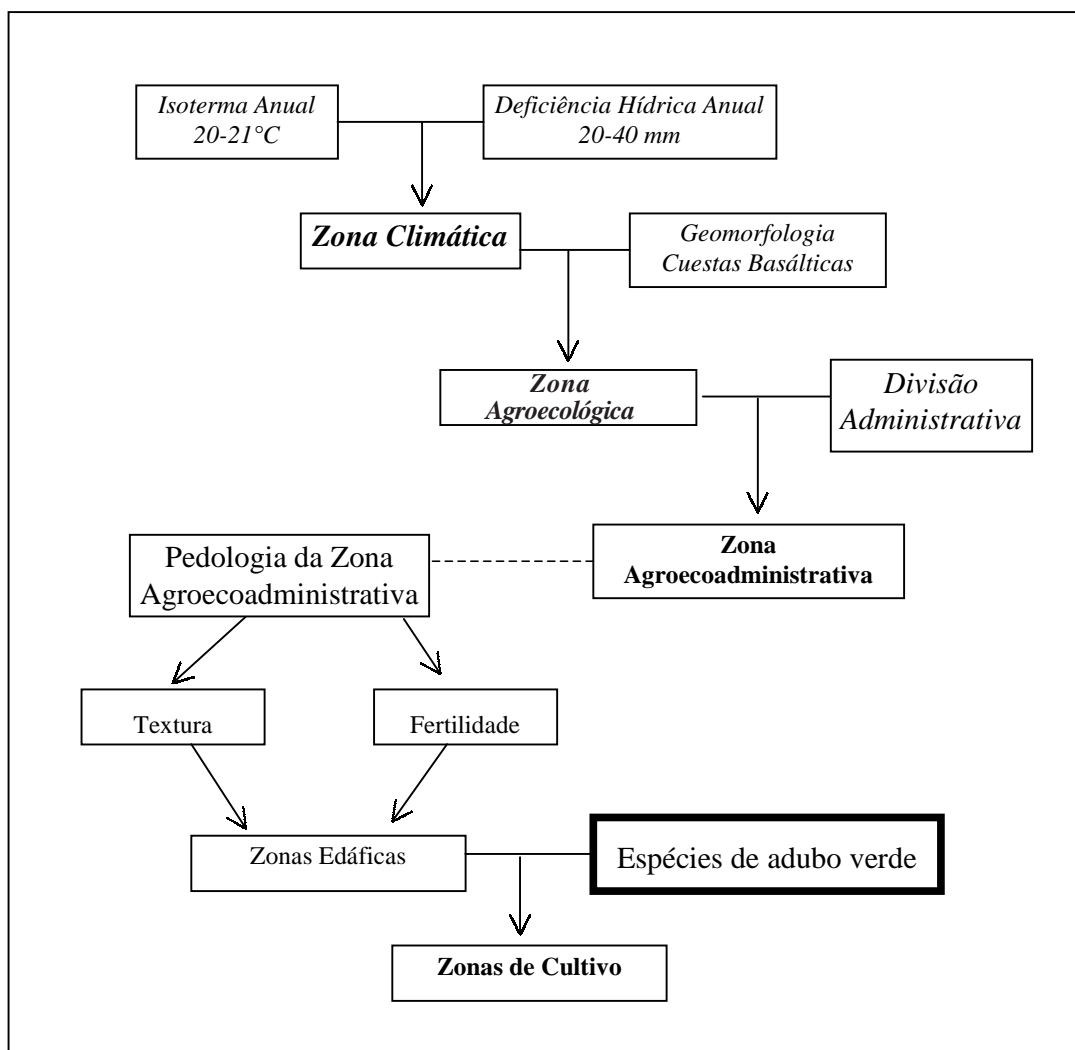 Isoterma Anual
20-21°C
Deficiência Hídrica Anual
20-40 mm
Zona Climática
Geomorfologia
Cuestas Basálticas
Zona
Agroecológica
Divisão
Administrativa
Zona
Agroecoadministrativa
Pedologia da Zona
Agroecoadministrativa
Textura
Fertilidade
Zonas Edáficas
Espécies de adubo verde
Zonas de Cultivo